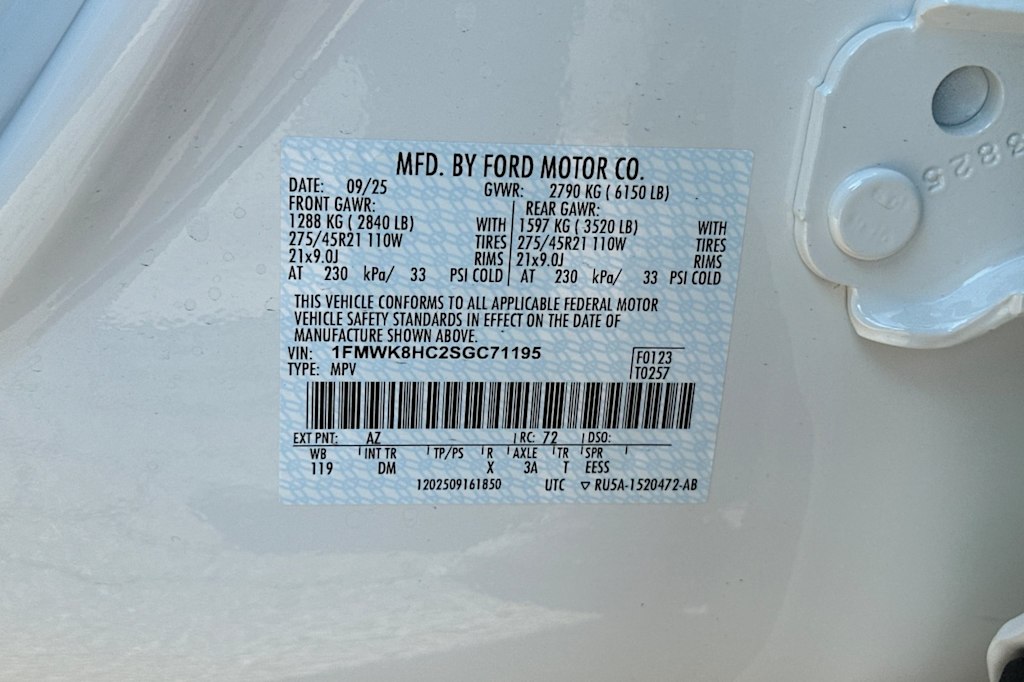 MFD. BY FORD MOTOR CO.
DATE: 09/25 GVWR: 2790 KG ( 6150 LB)
FRONT GAWR: REAR GAWR:
1288 KG ( 2840 LB) WITH 1597 KG ( 3520 LB) WITH
275/45R21 110W TIRES 275/45R21 110W TIRES
21x9.0J RIMS 21x9.0J RIMS
AT 230 kPa/ 33 PSI COLD AT 230 kPa/ 33 PSI COLD
THIS VEHICLE CONFORMS TO ALL APPLICABLE FEDERAL MOTOR
VEHICLE SAFETY STANDARDS IN EFFECT ON THE DATE OF
MANUFACTURE SHOWN ABOVE.
VIN: 1FMWK8HC2SGC71195 F0123
TYPE: MPV T0257
EXT PNT: AZ RC: 72 DSO:
WB INT TR TP/PS R AXLE TR SPR
119 DM X 3A T EESS
1202509161850 UTC ▽ RU5A-1520472-AB
3825